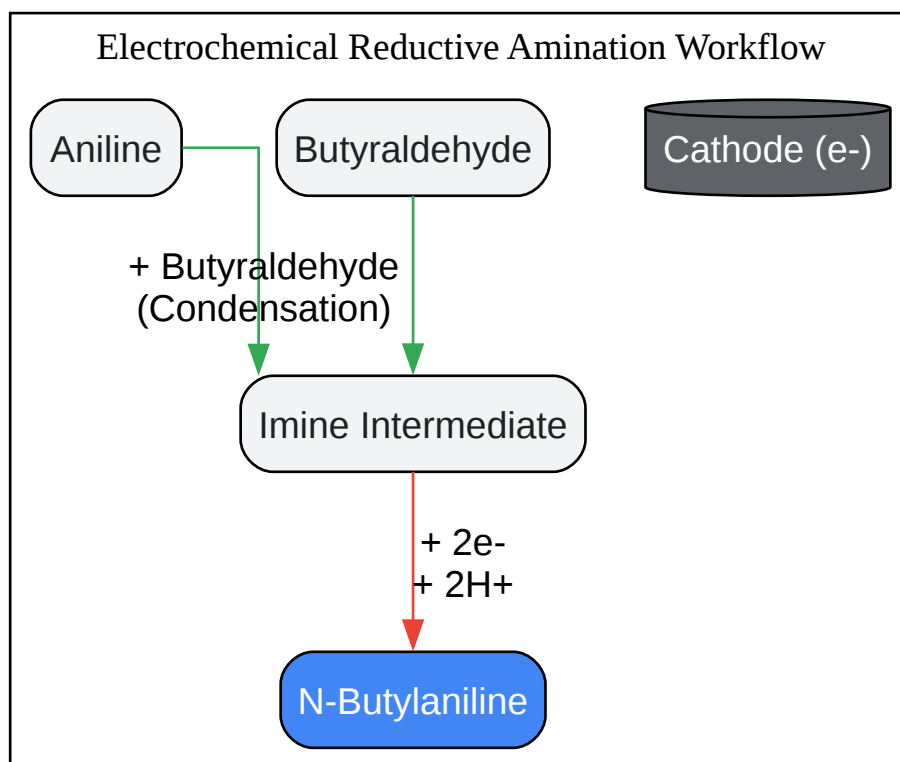 Electrochemical Reductive Amination Workflow
Aniline
Butyraldehyde
Cathode (e-)
+ Butyraldehyde
(Condensation)
Imine Intermediate
+ 2e-
+ 2H+
N-Butylaniline